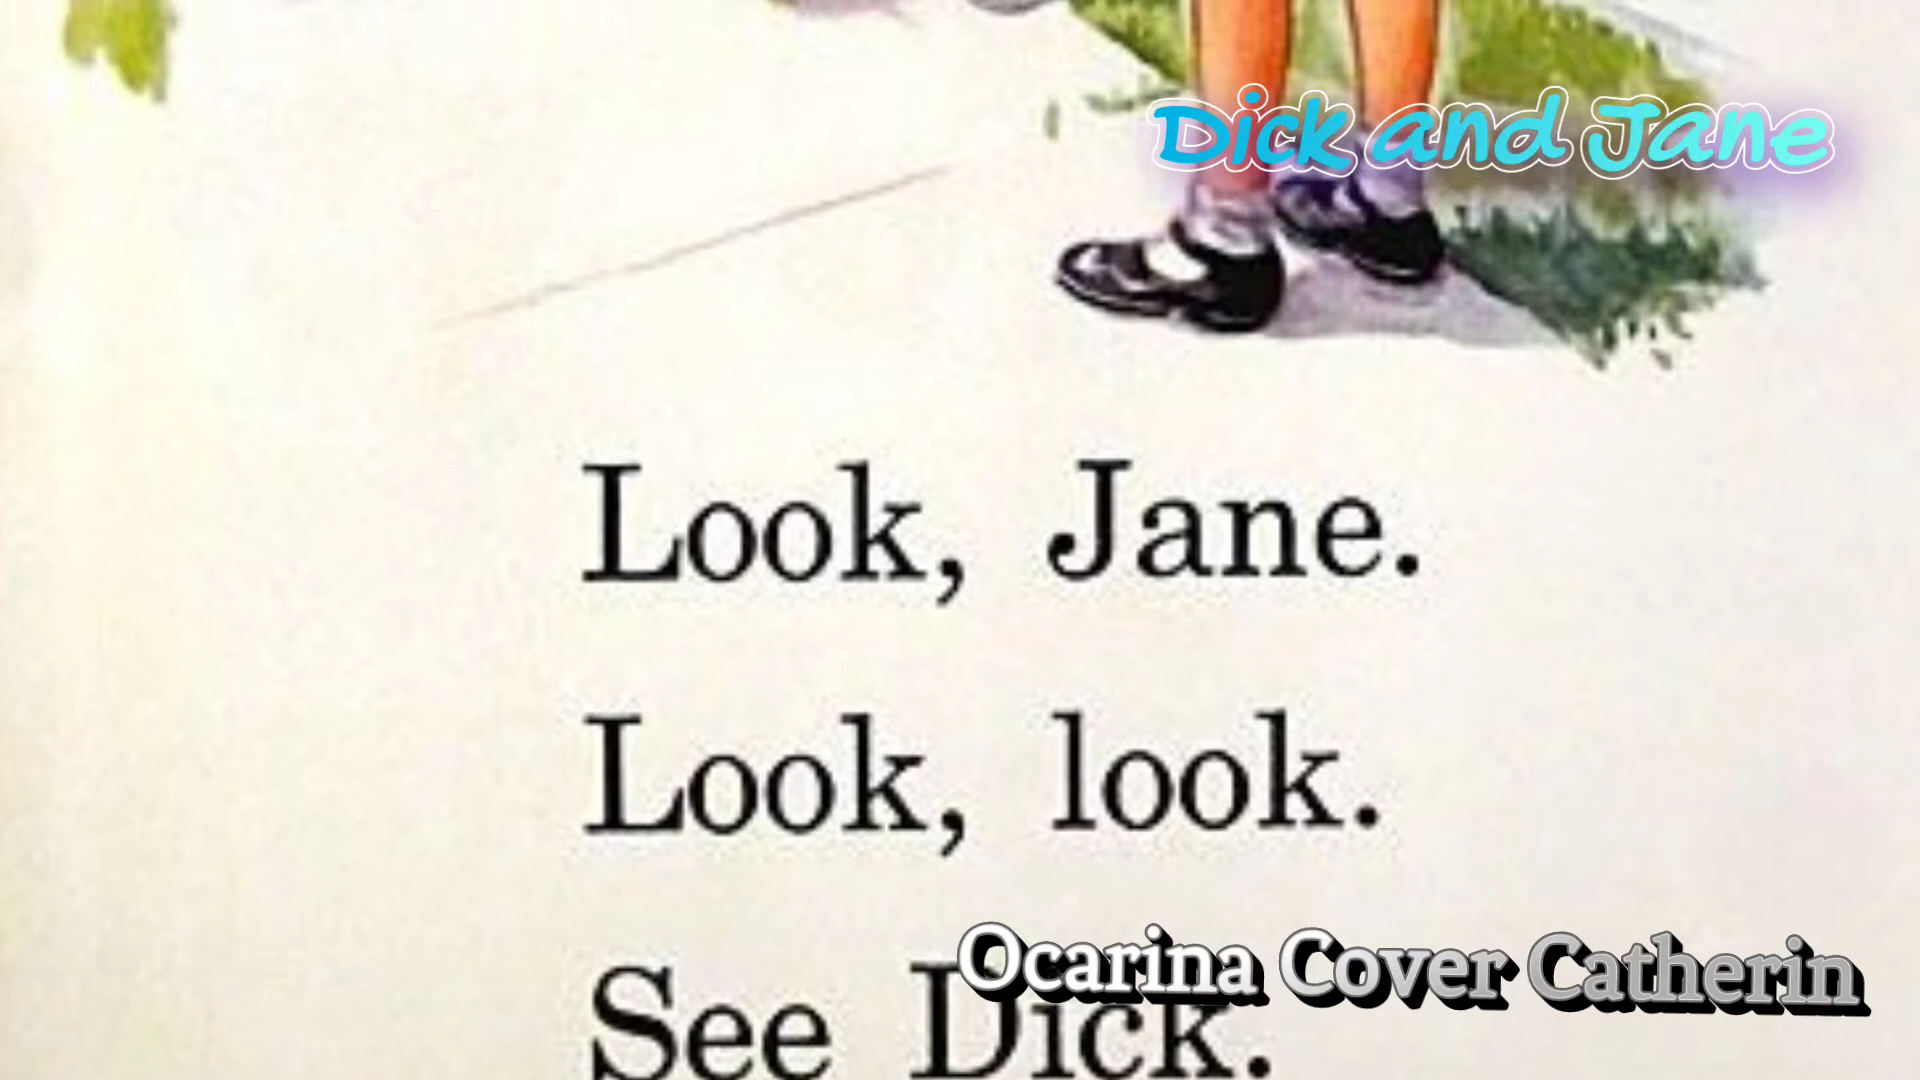 Dick and Jane
Look, Jane.
Look, look.
See Dick.
Ocarina Cover Catherin